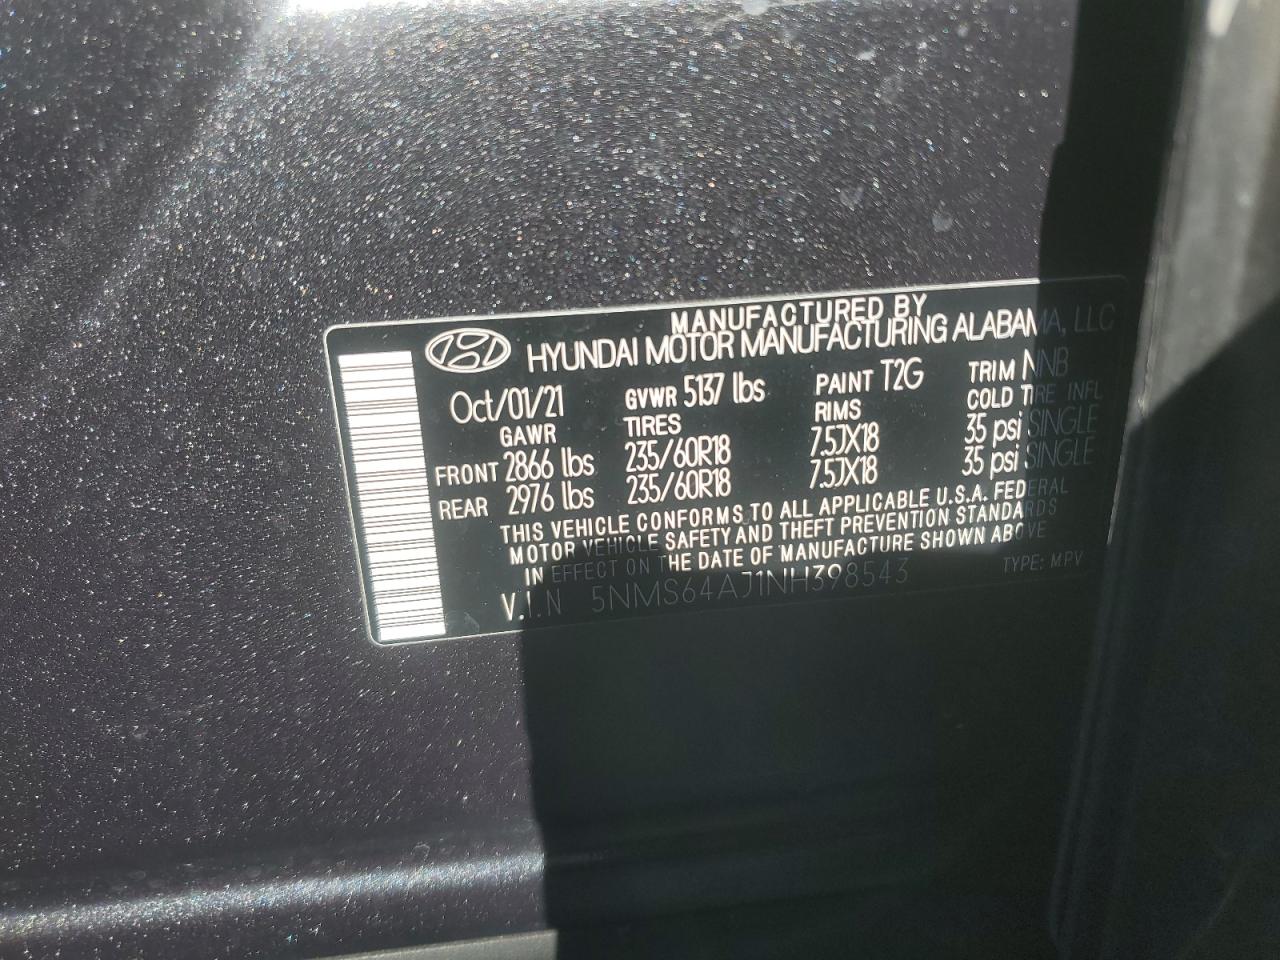 MANUFACTURED BY
HYUNDAI MOTOR MANUFACTURING ALABAMA, LLC
Oct/01/21 GVWR 5137 lbs PAINT T2G TRIM NNB
GAWR TIRES RIMS COLD TIRE INFL
FRONT 2866 lbs 235/60R18 7.5JX18 35 psi SINGLE
REAR 2976 lbs 235/60R18 7.5JX18 35 psi SINGLE
THIS VEHICLE CONFORMS TO ALL APPLICABLE U.S.A. FEDERAL
MOTOR VEHICLE SAFETY AND THEFT PREVENTION STANDARDS
IN EFFECT ON THE DATE OF MANUFACTURE SHOWN ABOVE
V.I.N 5NMS64AJ1NH398543 TYPE: MPV